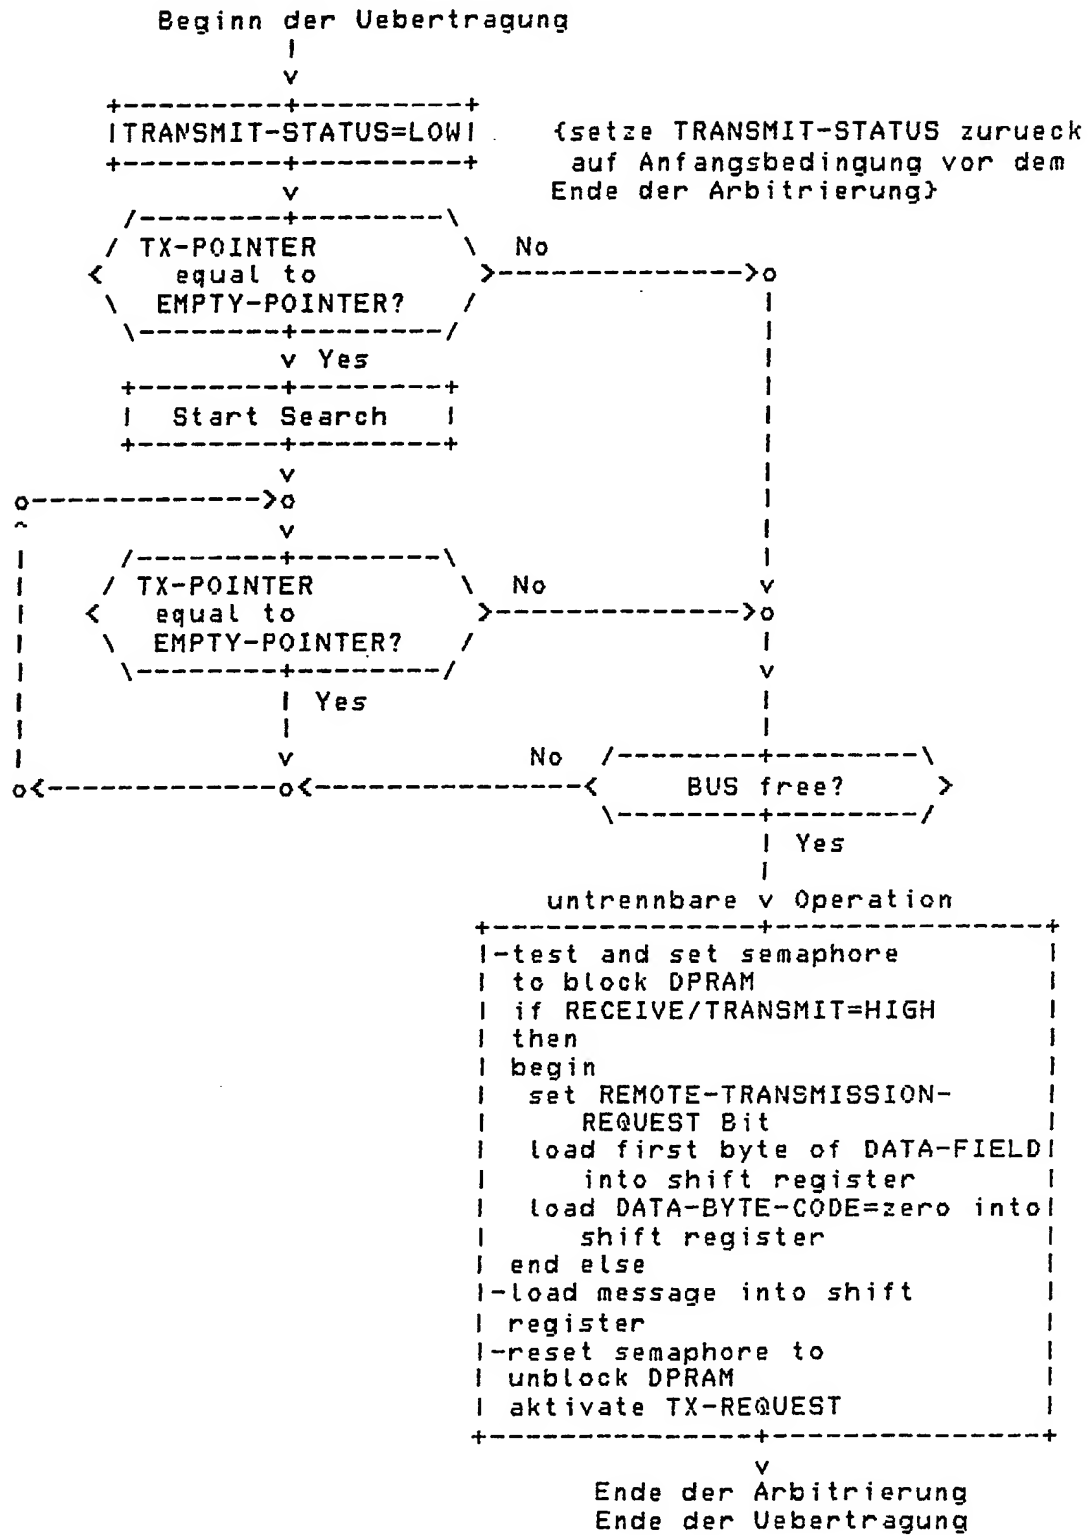 Beginn der Uebertragung
TRANSMIT-STATUS=LOW
{setze TRANSMIT-STATUS zurueck
auf Anfangsbedingung vor dem
Ende der Arbitrierung}
TX-POINTER
equal to
EMPTY-POINTER?
No
Yes
Start Search
TX-POINTER
equal to
EMPTY-POINTER?
No
Yes
No
BUS free?
Yes
untrennbare v Operation
-test and set semaphore
to block DPRAM
if RECEIVE/TRANSMIT=HIGH
then
begin
set REMOTE-TRANSMISSION-
REQUEST Bit
load first byte of DATA-FIELD
into shift register
load DATA-BYTE-CODE=zero into
shift register
end else
-load message into shift
register
-reset semaphore to
unblock DPRAM
aktivate TX-REQUEST
Ende der Arbitrierung
Ende der Uebertragung